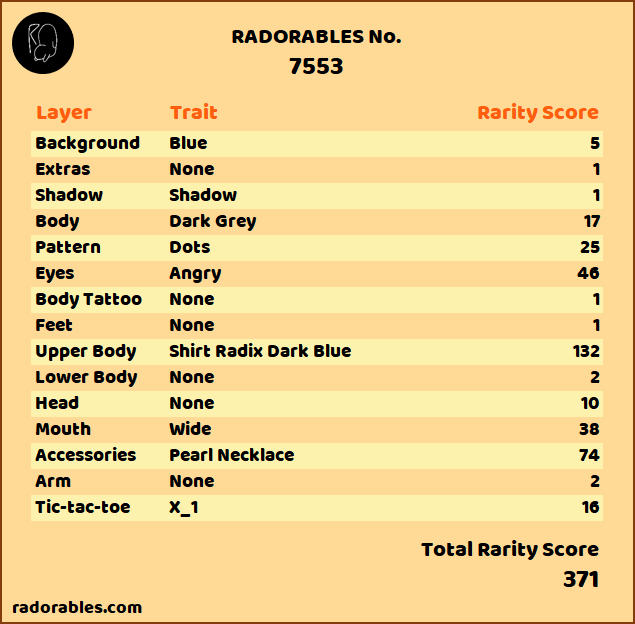 RADORABLES No.
7553
Layer Trait Rarity Score
Background Blue 5
Extras None 1
Shadow Shadow 1
Body Dark Grey 17
Pattern Dots 25
Eyes Angry 46
Body Tattoo None 1
Feet None 1
Upper Body Shirt Radix Dark Blue 132
Lower Body None 2
Head None 10
Mouth Wide 38
Accessories Pearl Necklace 74
Arm None 2
Tic-tac-toe X_1 16
Total Rarity Score
371
radorables.com